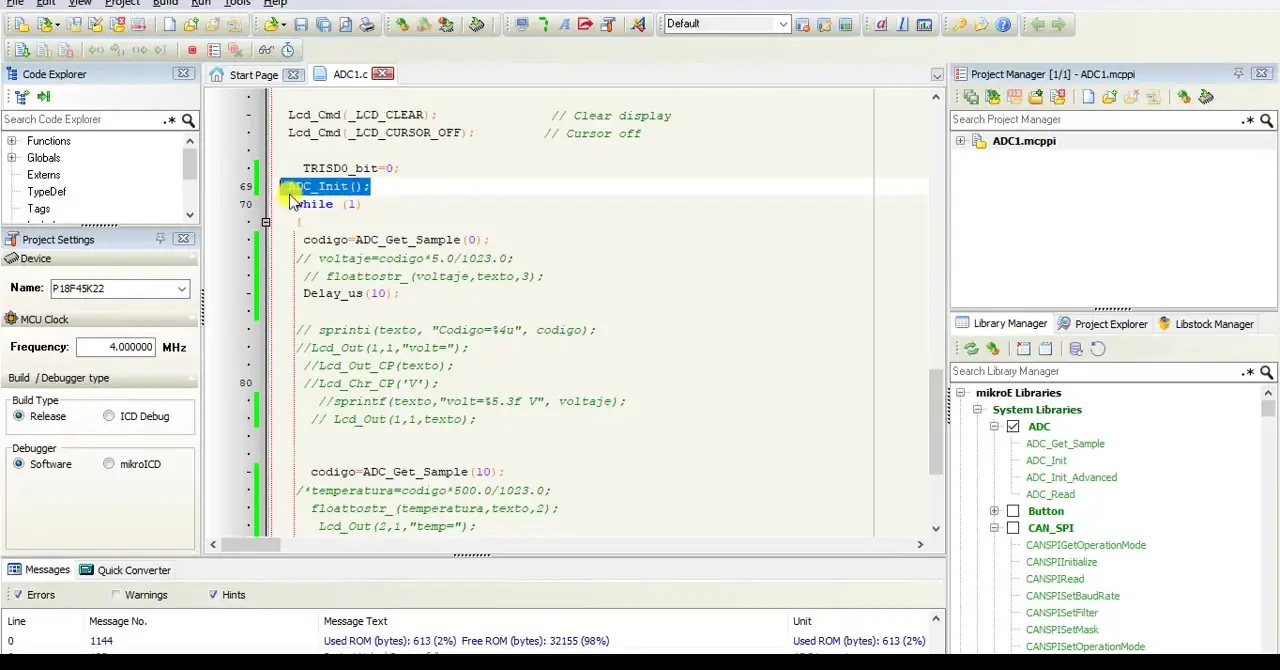 File Edit View Project Build Run Tools Help
Default
Code Explorer
Start Page
ADC1.c
Project Manager [1/1] - ADC1.mcppi
Search Code Explorer
Search Project Manager
Functions
Globals
Externs
TypeDef
Tags
ADC1.mcppi
Lcd_Cmd(_LCD_CLEAR); // Clear display
Lcd_Cmd(_LCD_CURSOR_OFF); // Cursor off
TRISD0_bit=0;
69 ADC_Init();
70 while (1)
{
codigo=ADC_Get_Sample(0);
// voltaje=codigo*5.0/1023.0;
// floattostr_(voltaje,texto,3);
Delay_us(10);
// sprinti(texto, "Codigo=$4u", codigo);
//Lcd_Out(1,1,"volt=");
//Lcd_Out_CP(texto);
80 //Lcd_Chr_CP('V');
//sprintf(texto,"volt=$5.3f V", voltaje);
// Lcd_Out(1,1,texto);
codigo=ADC_Get_Sample(10);
/*temperatura=codigo*500.0/1023.0;
floattostr_(temperatura,texto,2);
Lcd_Out(2,1,"temp=");
Project Settings
Device
Name: P18F45K22
MCU Clock
Frequency: 4.000000 MHz
Build / Debugger type
Build Type
Release ICD Debug
Debugger
Software mikroICD
Library Manager Project Explorer Libstock Manager
Search Library Manager
mikroE Libraries
System Libraries
ADC
ADC_Get_Sample
ADC_Init
ADC_Init_Advanced
ADC_Read
Button
CAN_SPI
CANSPIGetOperationMode
CANSPIInitialize
CANSPIRead
CANSPISetBaudRate
CANSPISetFilter
CANSPISetMask
CANSPISetOperationMode
Messages Quick Converter
Errors Warnings Hints
Line Message No. Message Text Unit
0 1144 Used ROM (bytes): 613 (2%) Free ROM (bytes): 32155 (98%) Used ROM (bytes): 613 (2%)